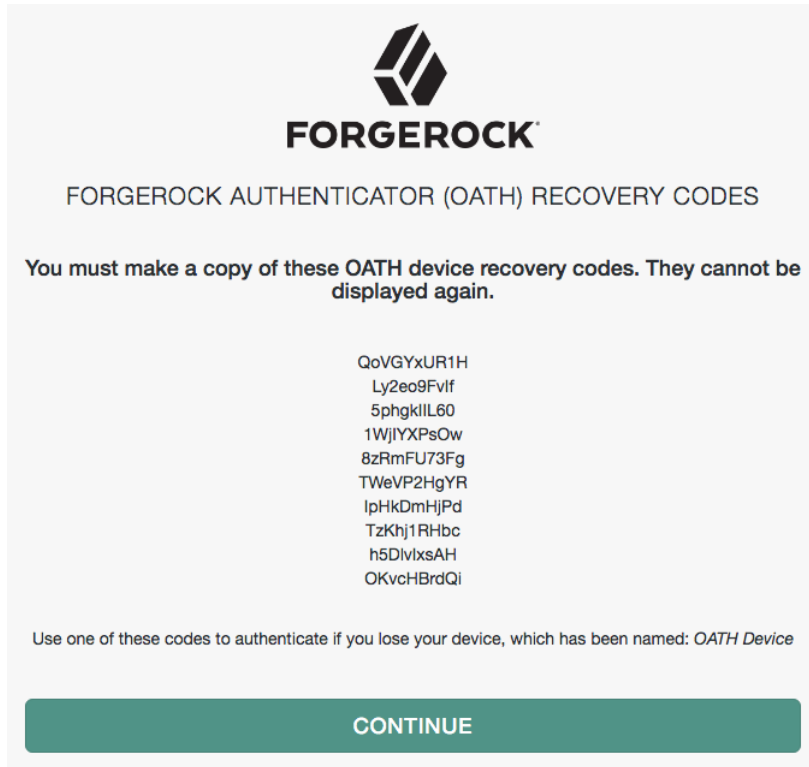 FORGEROCK
FORGEROCK AUTHENTICATOR (OATH) RECOVERY CODES
You must make a copy of these OATH device recovery codes. They cannot be
displayed again.
QoVGYxUR1H
Ly2eo9FvIf
5phgkIIL60
1WjIYXPsOw
8zRmFU73Fg
TWeVP2HgYR
IpHkDmHjPd
TzKhj1RHbc
h5DIvIxsAH
OKvcHBrdQi
Use one of these codes to authenticate if you lose your device, which has been named: OATH Device
CONTINUE